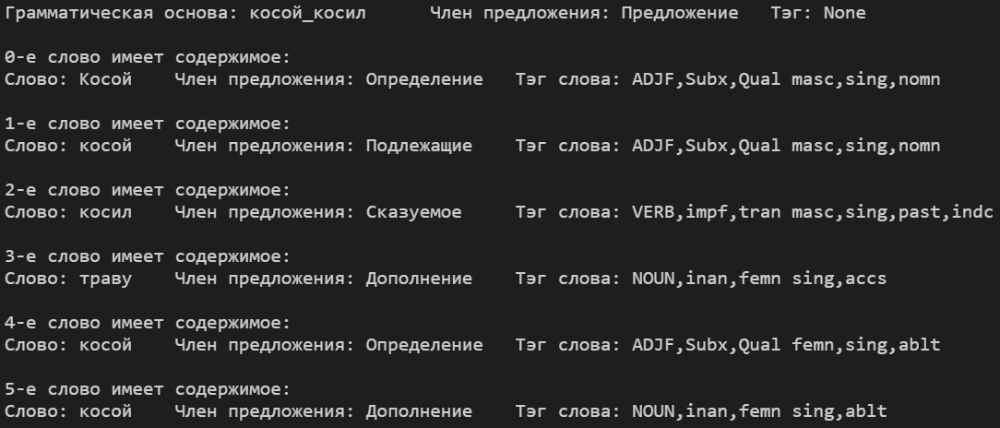 Грамматическая основа: косой_косил Член предложения: Предложение Тэг: None
0-е слово имеет содержимое:
Слово: Косой Член предложения: Определение Тэг слова: ADJF,Subx,Qual masc,sing,nomn
1-е слово имеет содержимое:
Слово: косой Член предложения: Подлежащие Тэг слова: ADJF,Subx,Qual masc,sing,nomn
2-е слово имеет содержимое:
Слово: косил Член предложения: Сказуемое Тэг слова: VERB,impf,tran masc,sing,past,indc
3-е слово имеет содержимое:
Слово: траву Член предложения: Дополнение Тэг слова: NOUN,inan,femn sing,accs
4-е слово имеет содержимое:
Слово: косой Член предложения: Определение Тэг слова: ADJF,Subx,Qual femn,sing,ablt
5-е слово имеет содержимое:
Слово: косой Член предложения: Дополнение Тэг слова: NOUN,inan,femn sing,ablt